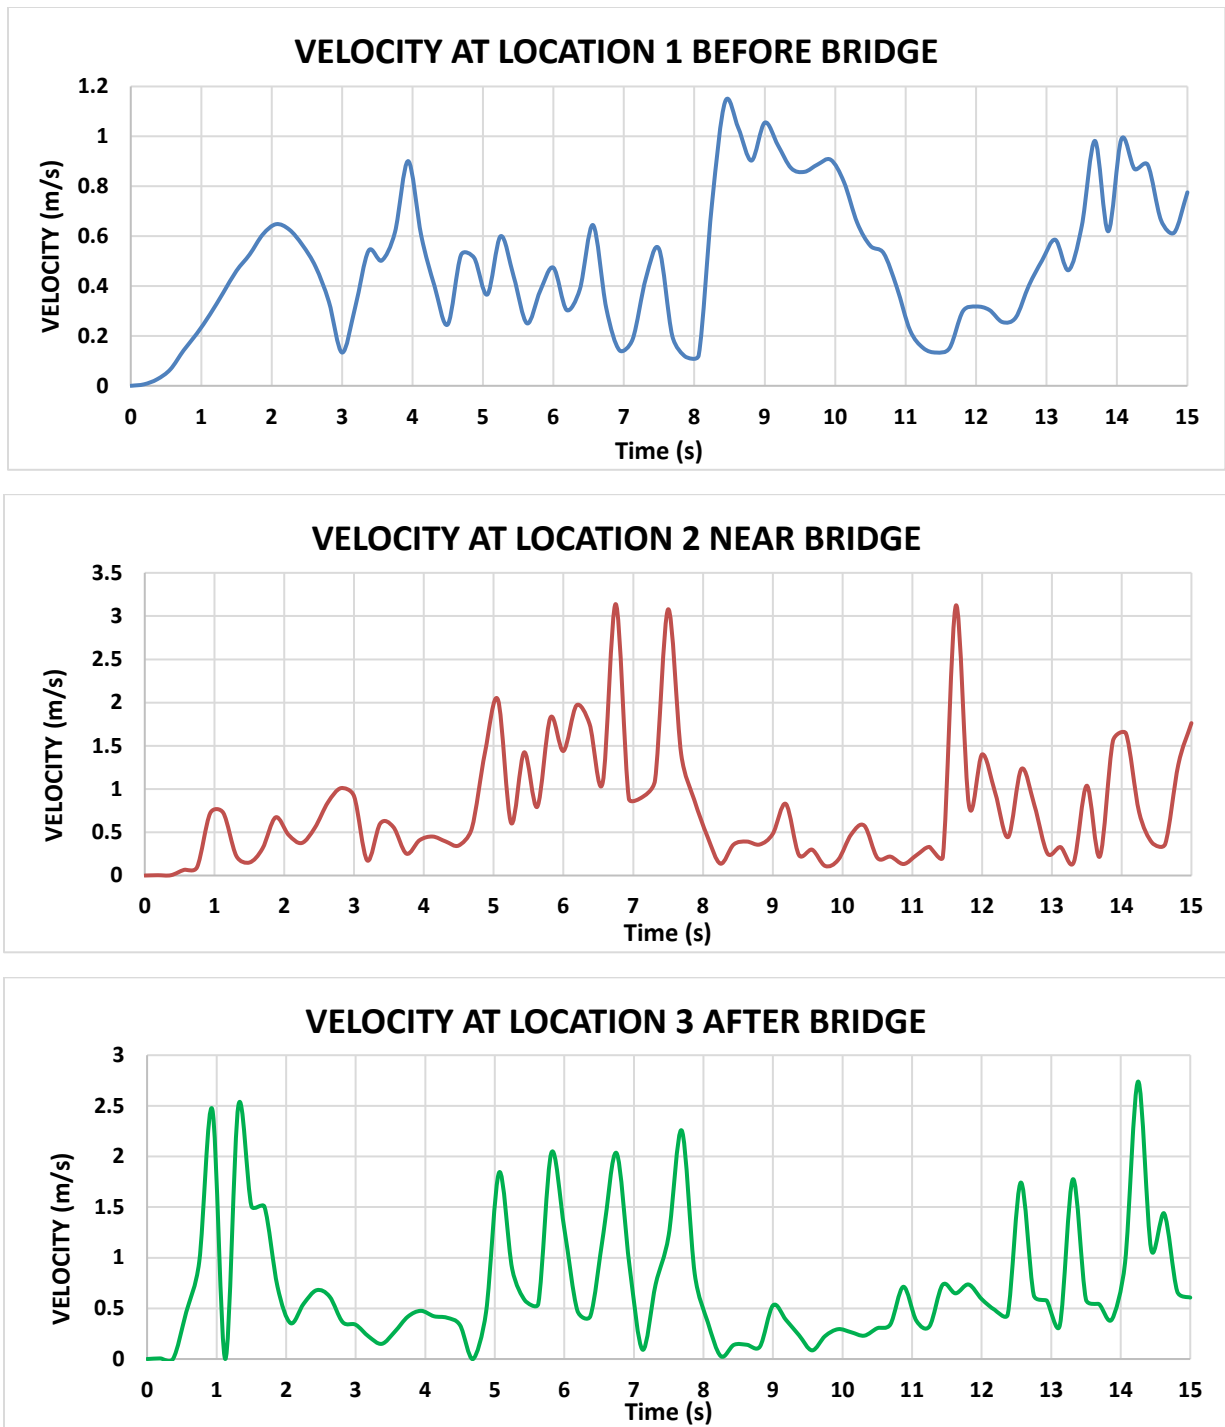 VELOCITY AT LOCATION 1 BEFORE BRIDGE
VELOCITY (m/s)
1.2
1
0.8
0.6
0.4
0.2
0
0 1 2 3 4 5 6 7 8 9 10 11 12 13 14 15
Time (s)
VELOCITY AT LOCATION 2 NEAR BRIDGE
VELOCITY (m/s)
3.5
3
2.5
2
1.5
1
0.5
0
0 1 2 3 4 5 6 7 8 9 10 11 12 13 14 15
Time (s)
VELOCITY AT LOCATION 3 AFTER BRIDGE
VELOCITY (m/s)
3
2.5
2
1.5
1
0.5
0
0 1 2 3 4 5 6 7 8 9 10 11 12 13 14 15
Time (s)